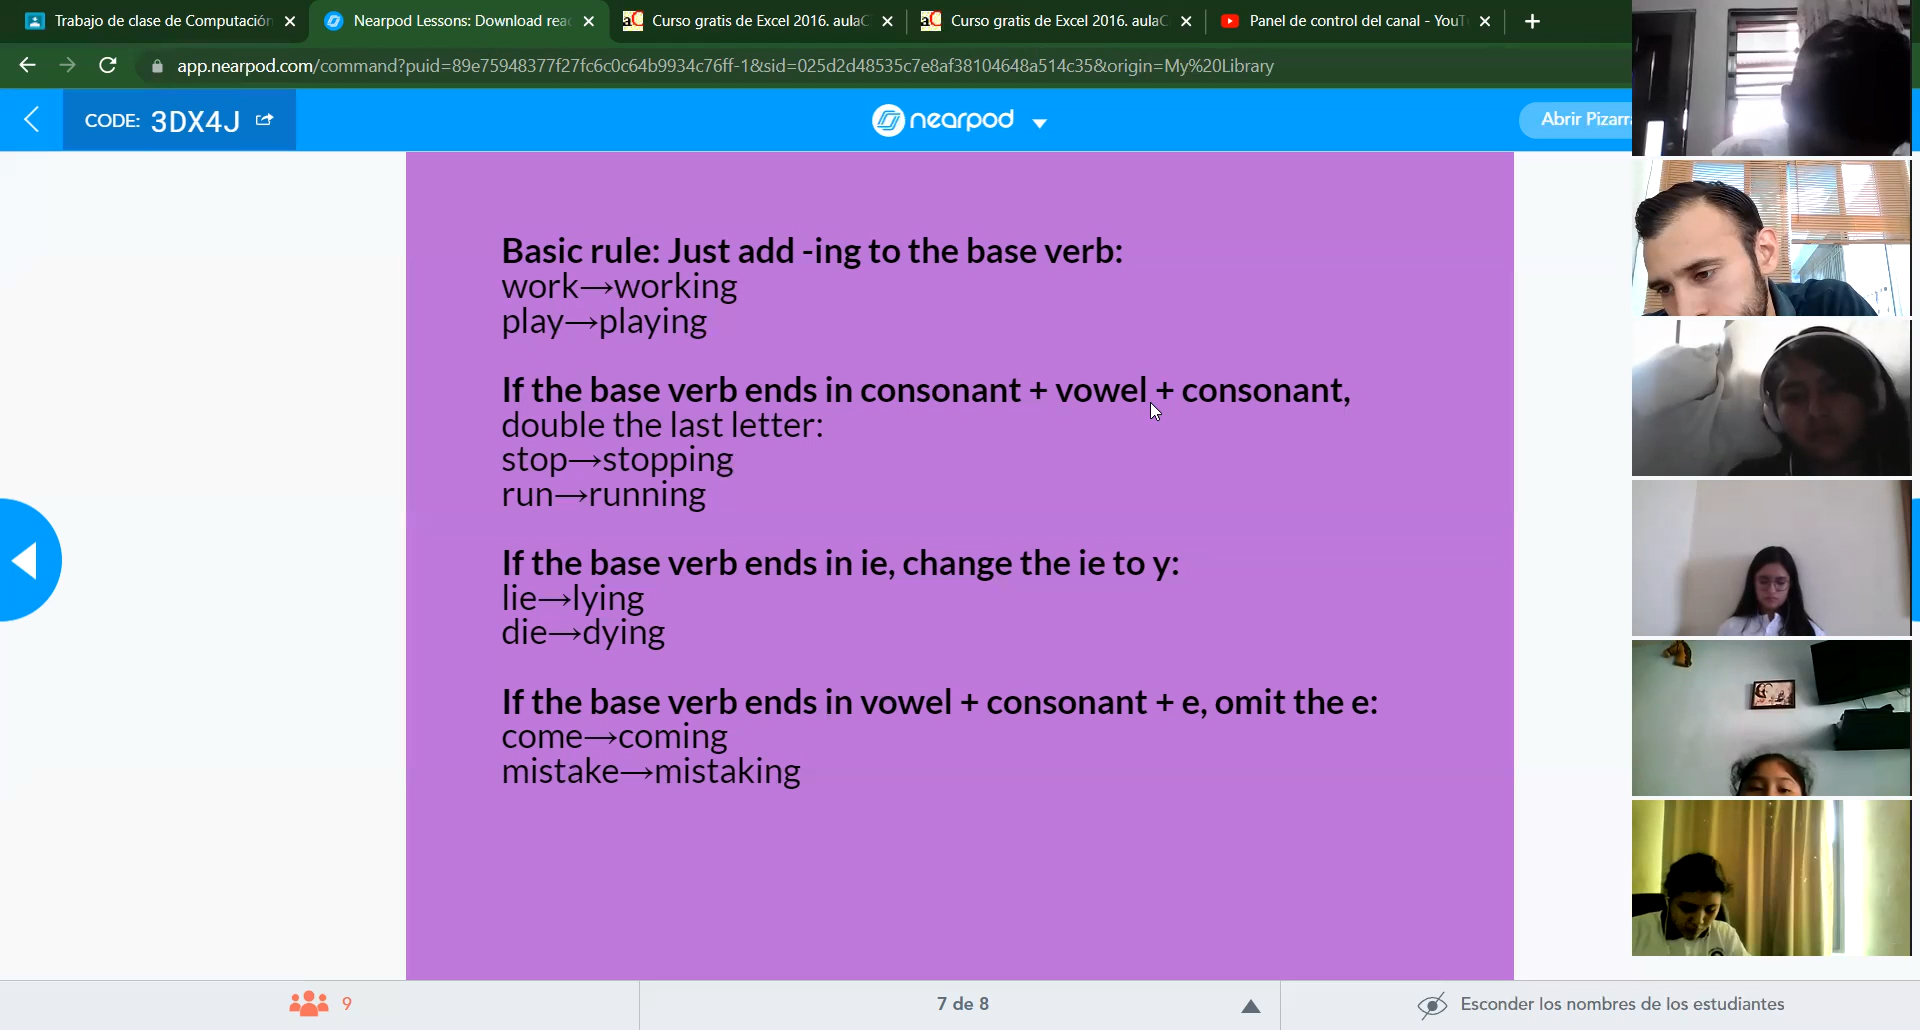 Trabajo de clase de Computación
Nearpod Lessons: Download rea
Curso gratis de Excel 2016. aulaC
Curso gratis de Excel 2016. aulaC
Panel de control del canal - YouT
app.nearpod.com/command?puid=89e75948377f27fc6c0c64b9934c76ff-1&sid=025d2d48535c7e8af38104648a514c35&origin=My%20Library
CODE: 3DX4J
nearpod
Abrir Pizarr
Basic rule: Just add -ing to the base verb:
work→working
play→playing
If the base verb ends in consonant + vowel + consonant,
double the last letter:
stop→stopping
run→running
If the base verb ends in ie, change the ie to y:
lie→lying
die→dying
If the base verb ends in vowel + consonant + e, omit the e:
come→coming
mistake→mistaking
9
7 de 8
Esconder los nombres de los estudiantes